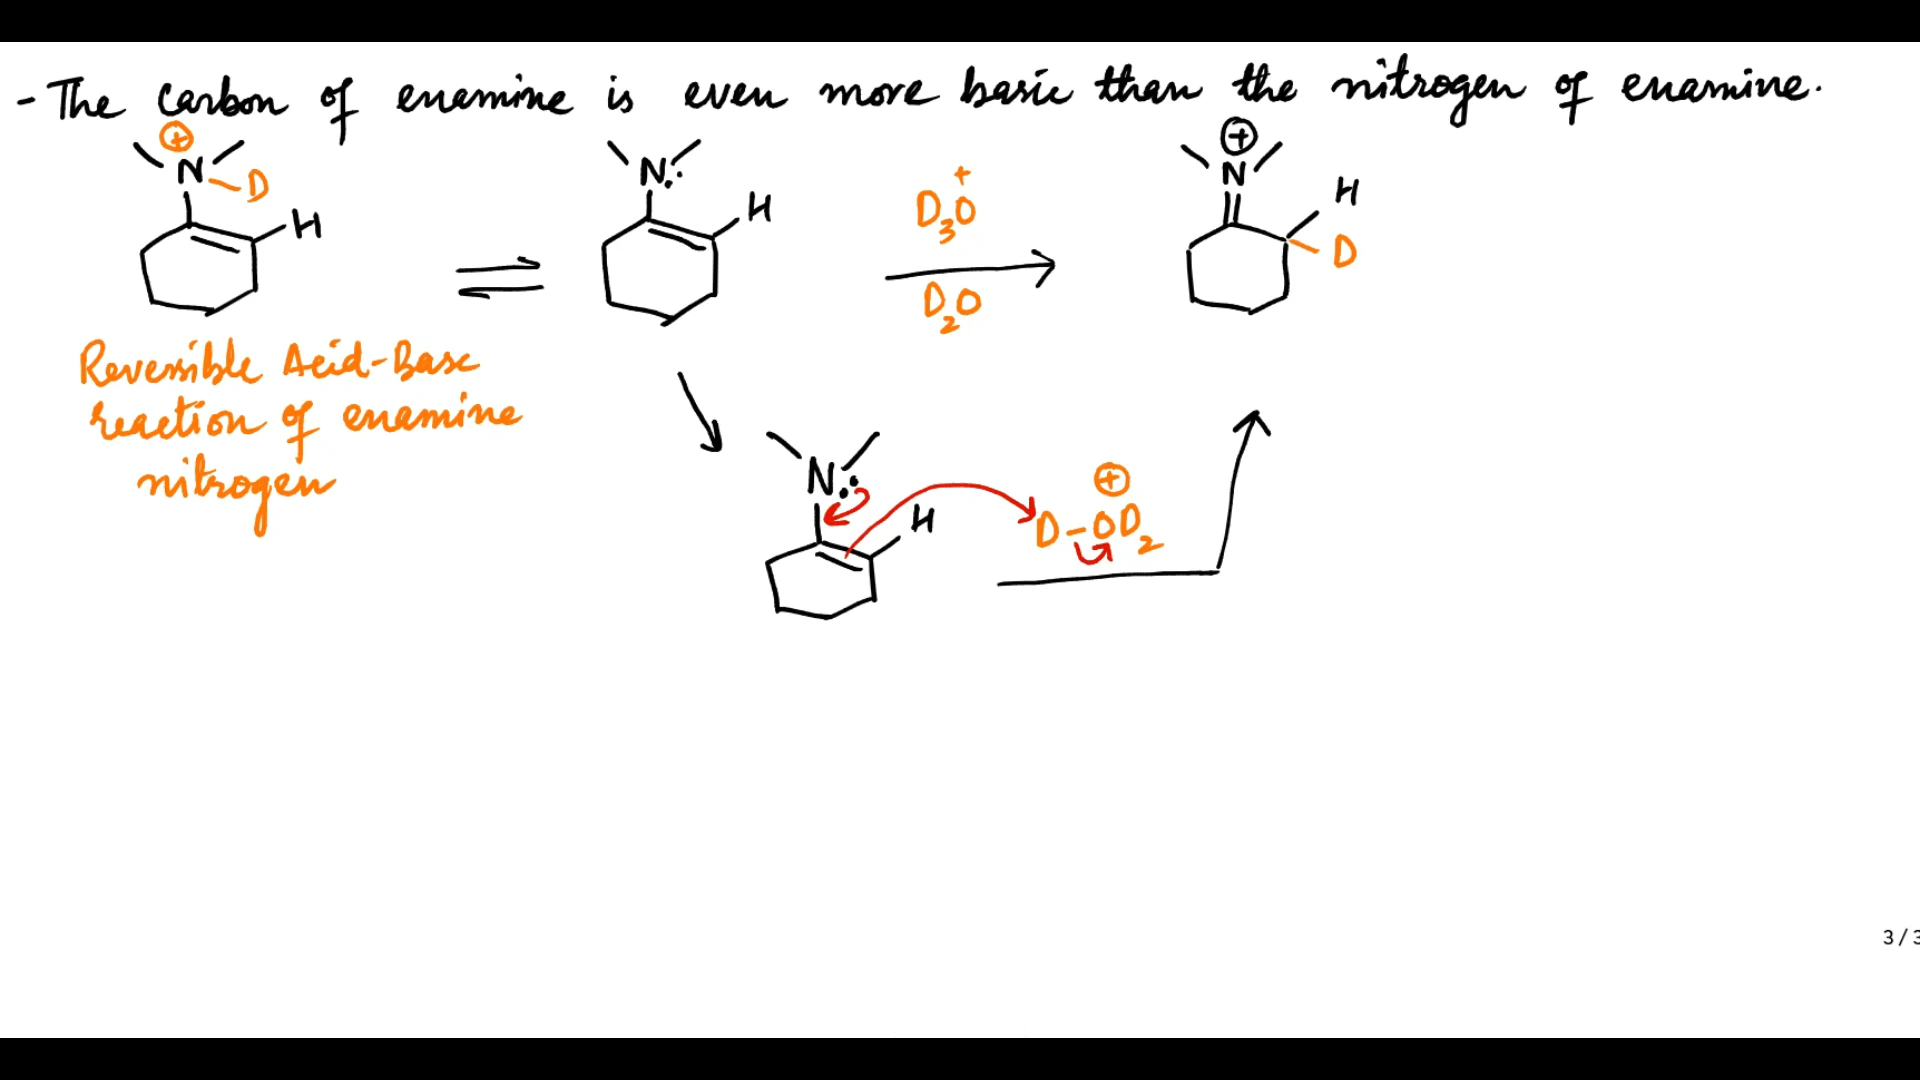 - The carbon of enamine is even more basic than the nitrogen of enamine.
⊕ N - D H
N: H
D3O+
D2O
⊕ N H D
Reversible Acid-Base
reaction of enamine
nitrogen
N: H
⊕
D-OD2
3 / 3